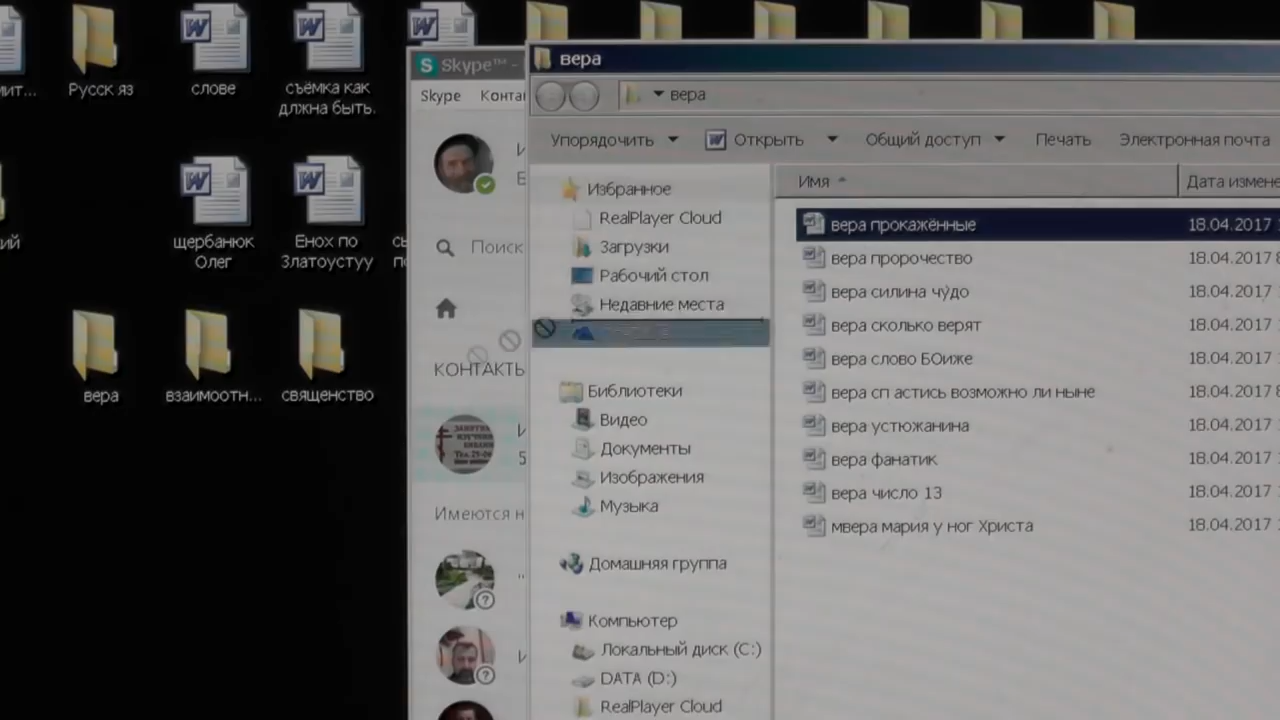 Русск яз
слове
съёмка как
длжна быть.
щербанюк
Олег
Енох по
Златоустуу
вера
взаимоотн...
священство
Skype™ -
Skype
Поиск
КОНТАКТЬ
ЗАНЯТИЯ
Имеются н
вера
вера
Упорядочить
Открыть
Общий доступ
Печать
Электронная почта
Избранное
RealPlayer Cloud
Загрузки
Рабочий стол
Недавние места
Библиотеки
Видео
Документы
Изображения
Музыка
Домашняя группа
Компьютер
Локальный диск (C:)
DATA (D:)
RealPlayer Cloud
Имя
Дата измене
вера прокажённые 18.04.2017
вера пророчество 18.04.2017
вера силина чудо 18.04.2017
вера сколько верят 18.04.2017
вера слово БОиже 18.04.2017
вера сп астись возможно ли ныне 18.04.2017
вера устюжанина 18.04.2017
вера фанатик 18.04.2017
вера число 13 18.04.2017
мвера мария у ног Христа 18.04.2017